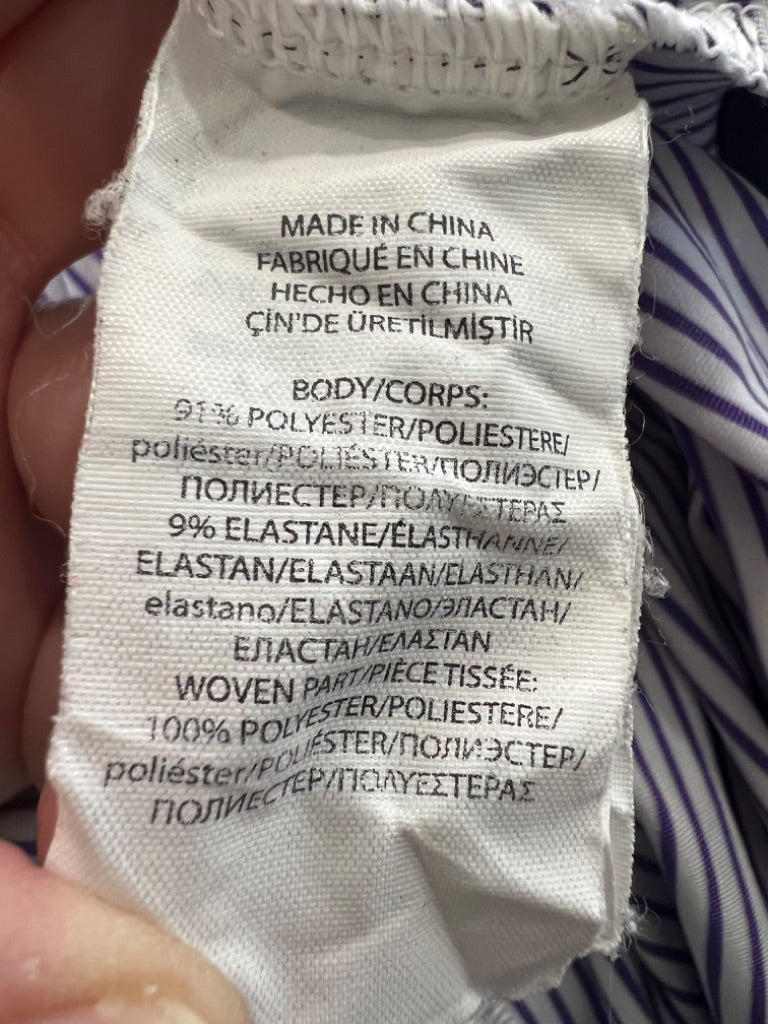 MADE IN CHINA
FABRIQUÉ EN CHINE
HECHO EN CHINA
ÇİN'DE ÜRETİLMİŞTİR
BODY/CORPS:
91% POLYESTER/POLIESTERE/
poliéster/POLIÉSTER/ПОЛИЭСТЕР/
ПОЛИЕСТЕР/ΠΟΛΥΕΣΤΕΡΑΣ
9% ELASTANE/ÉLASTHANNE/
ELASTAN/ELASTAAN/ELASTHAN/
elastano/ELASTANO/ЭЛАСТАН/
ЕЛАСТАН/ΕΛΑΣΤΑΝ
WOVEN PART/PIÈCE TISSÉE:
100% POLYESTER/POLIESTERE/
poliéster/POLIÉSTER/ПОЛИЭСТЕР/
ПОЛИЕСТЕР/ΠΟΛΥΕΣΤΕΡΑΣ